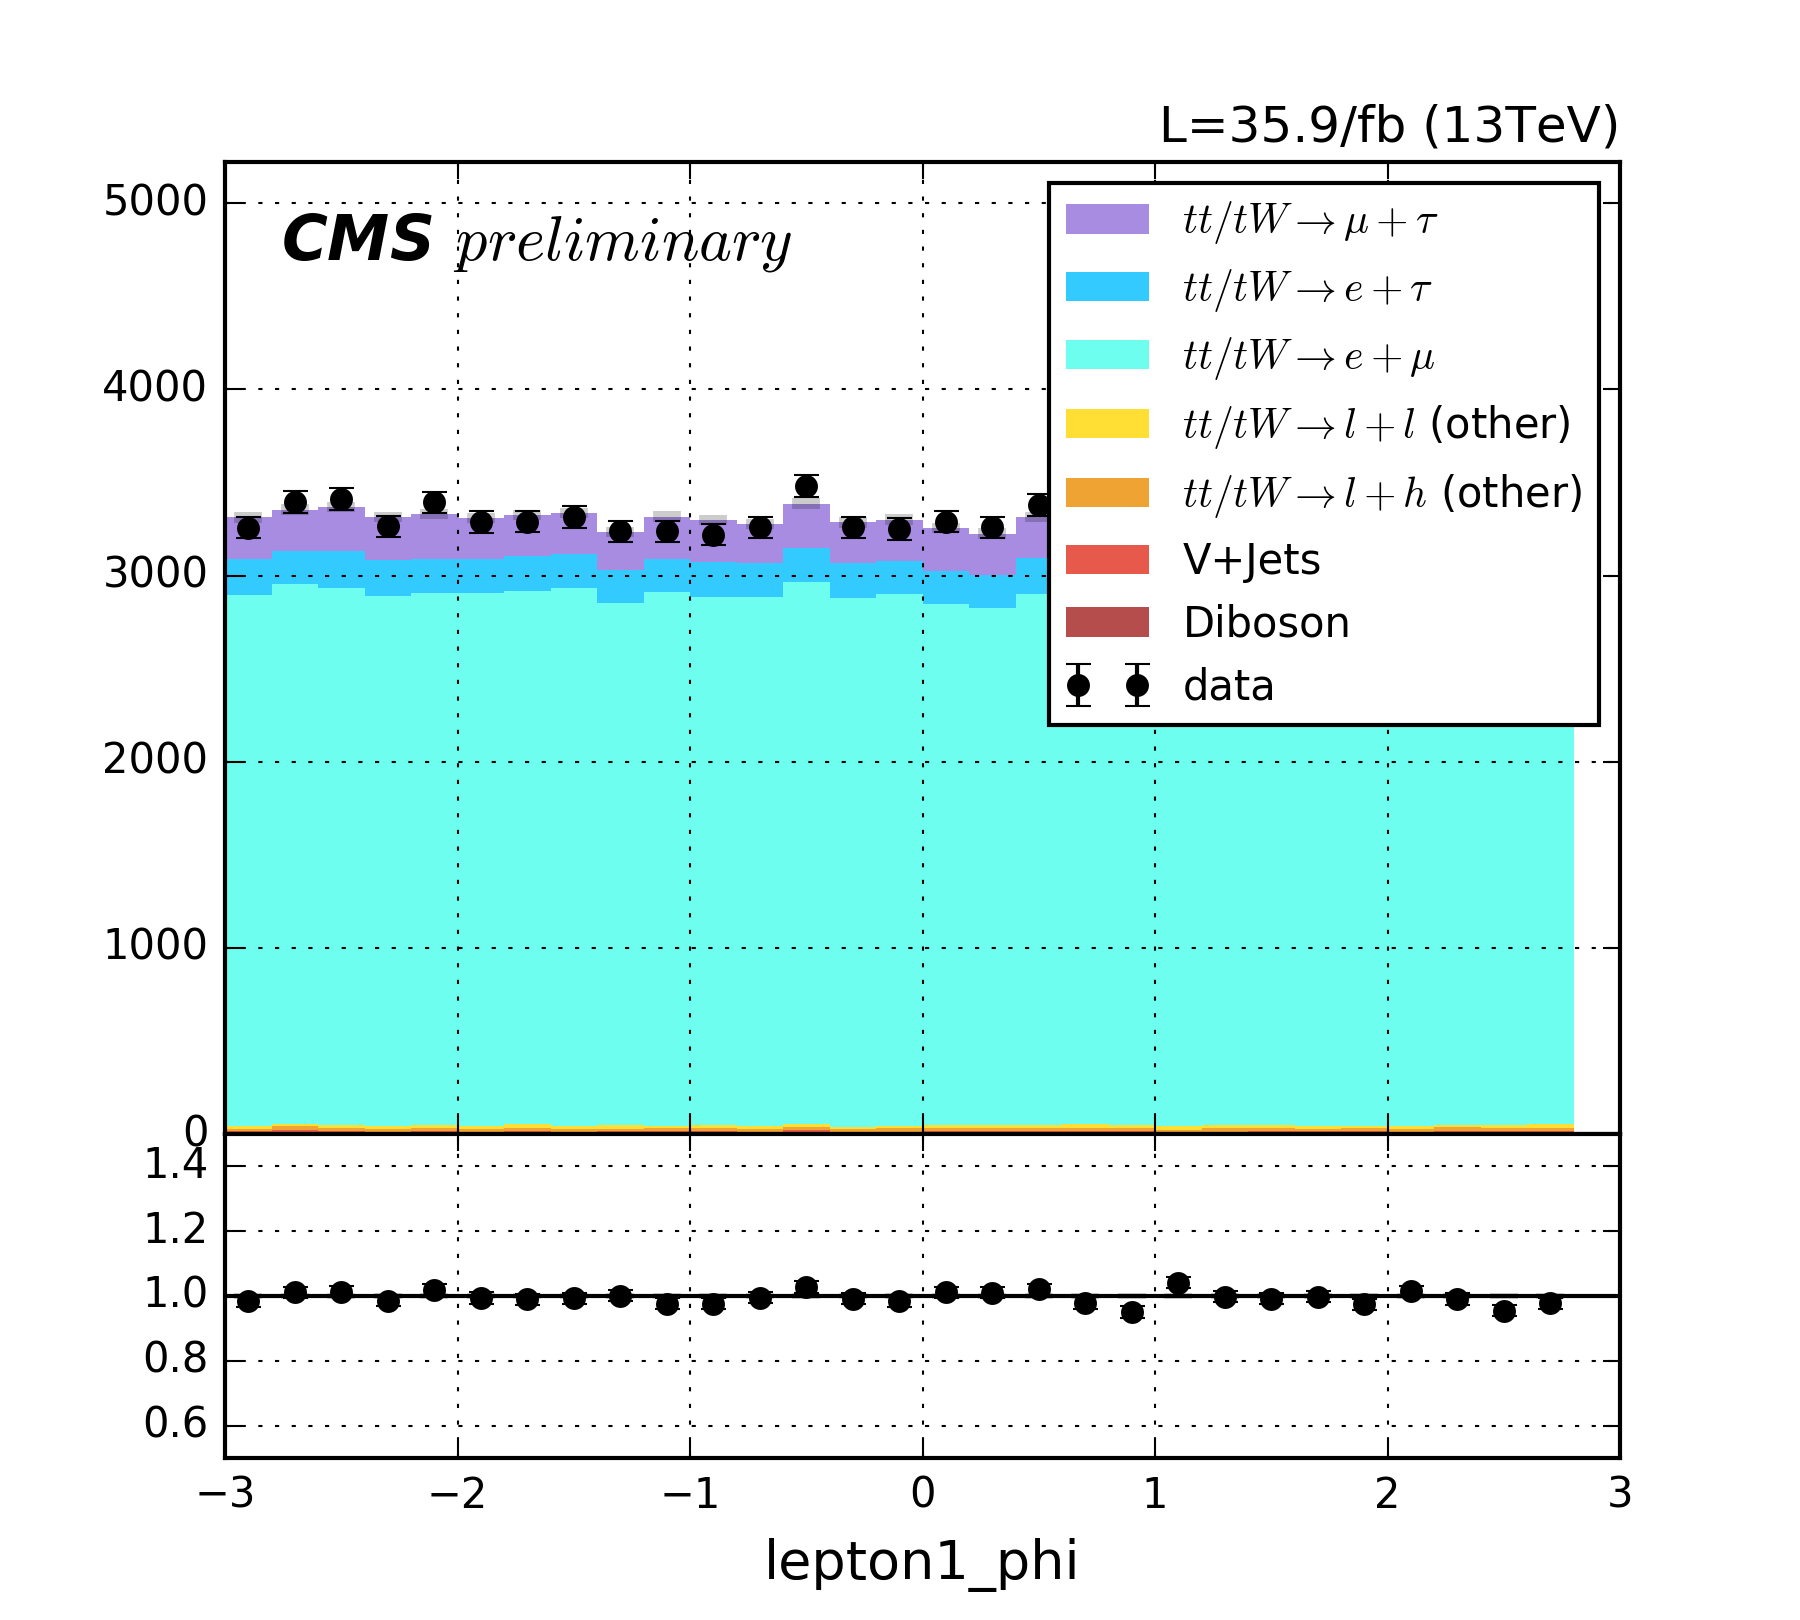 L=35.9/fb (13TeV)
CMS preliminary
5000
4000
3000
2000
1000
0
tt/tW→μ+τ
tt/tW→e+τ
tt/tW→e+μ
tt/tW→l+l (other)
tt/tW→l+h (other)
V+Jets
Diboson
data
1.4
1.2
1.0
0.8
0.6
−3 −2 −1 0 1 2 3
lepton1_phi